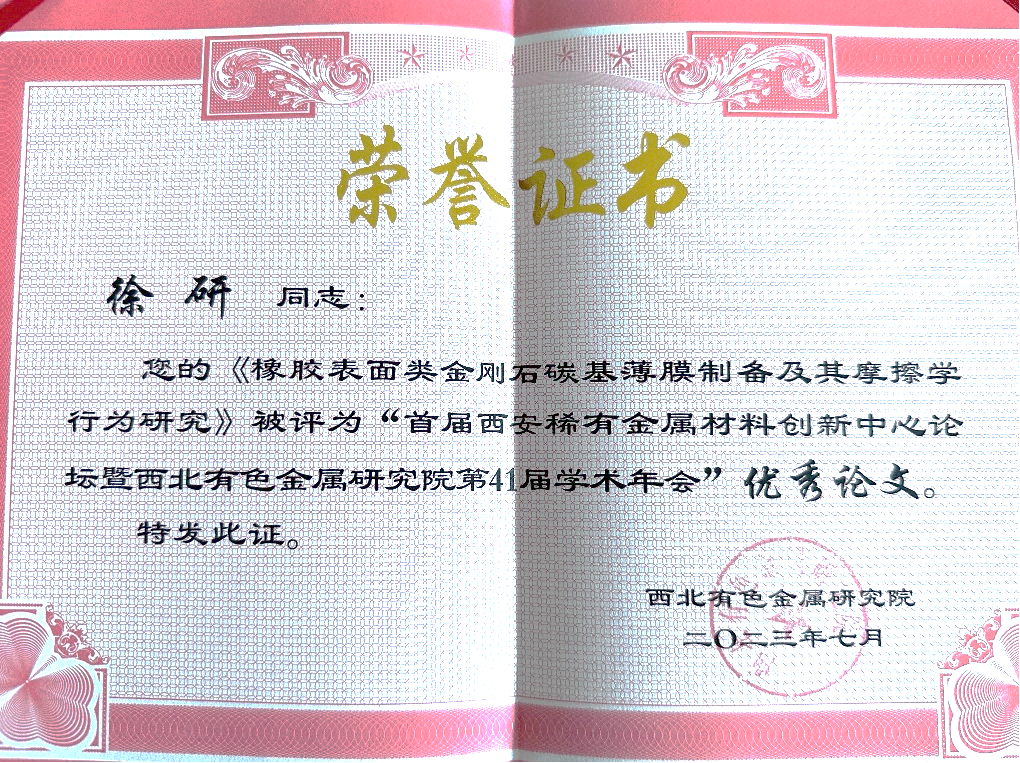 荣誉证书
徐研 同志：
您的《橡胶表面类金刚石碳基薄膜制备及其摩擦学
行为研究》被评为“首届西安稀有金属材料创新中心论
坛暨西北有色金属研究院第41届学术年会”优秀论文。
特发此证。
西北有色金属研究院
二〇二三年七月